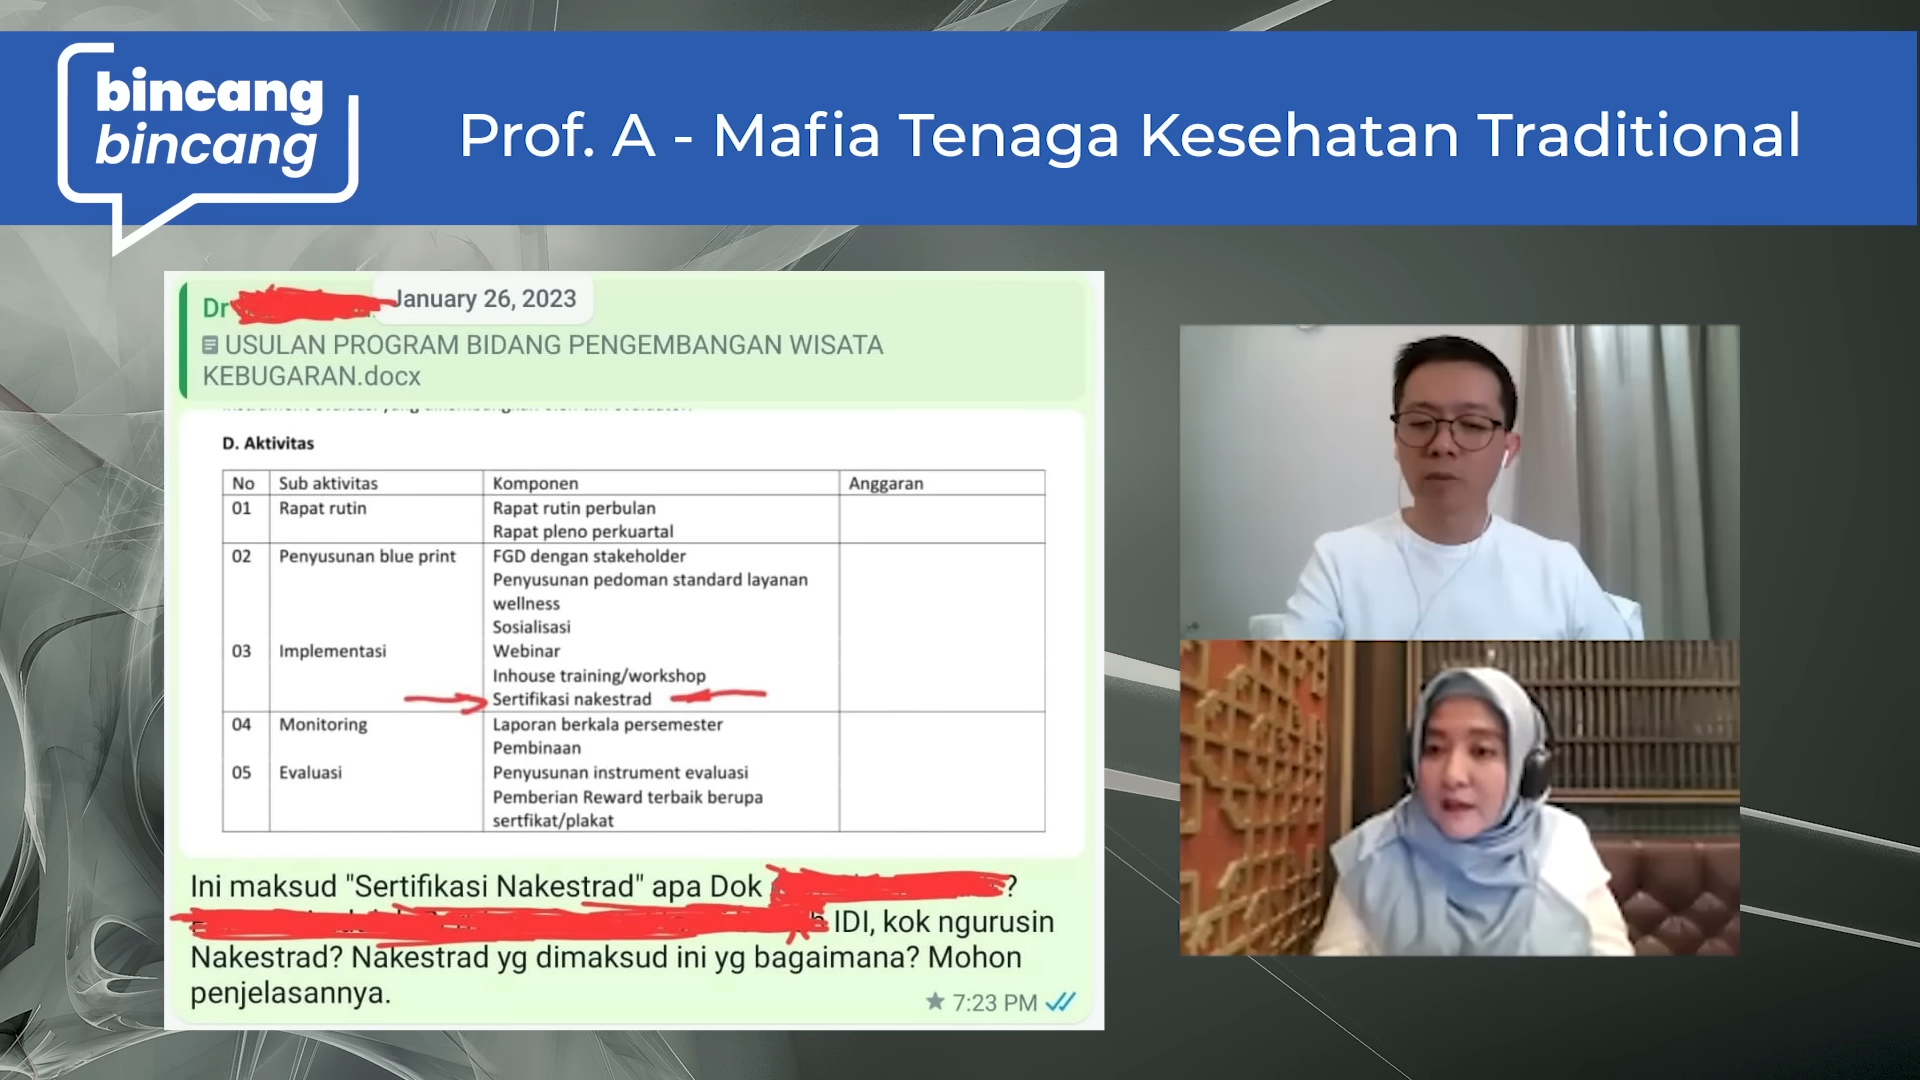 bincang
bincang
Prof. A - Mafia Tenaga Kesehatan Traditional
Dr
January 26, 2023
USULAN PROGRAM BIDANG PENGEMBANGAN WISATA
KEBUGARAN.docx
D. Aktivitas
No Sub aktivitas Komponen Anggaran
01 Rapat rutin Rapat rutin perbulan
Rapat pleno perkuartal
02 Penyusunan blue print FGD dengan stakeholder
Penyusunan pedoman standard layanan
wellness
Sosialisasi
03 Implementasi Webinar
Inhouse training/workshop
Sertifikasi nakestrad
04 Monitoring Laporan berkala persemester
Pembinaan
05 Evaluasi Penyusunan instrument evaluasi
Pemberian Reward terbaik berupa
sertfikat/plakat
Ini maksud "Sertifikasi Nakestrad" apa Dok ?
IDI, kok ngurusin
Nakestrad? Nakestrad yg dimaksud ini yg bagaimana? Mohon
penjelasannya.
7:23 PM